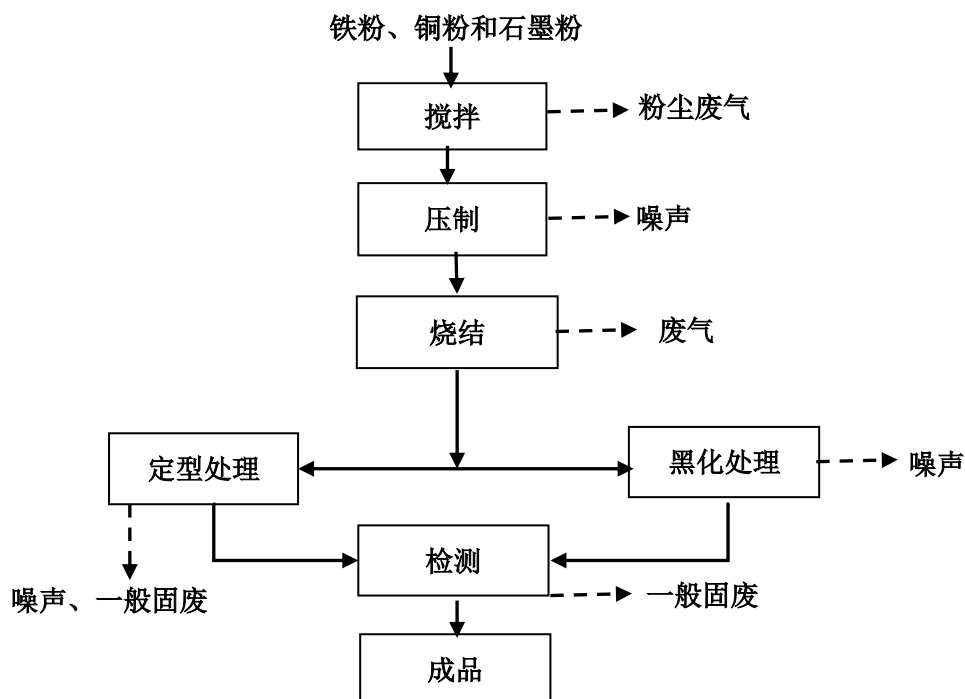 铁粉、铜粉和石墨粉
搅拌
粉尘废气
压制
噪声
烧结
废气
定型处理
黑化处理
噪声
检测
噪声、一般固废
一般固废
成品